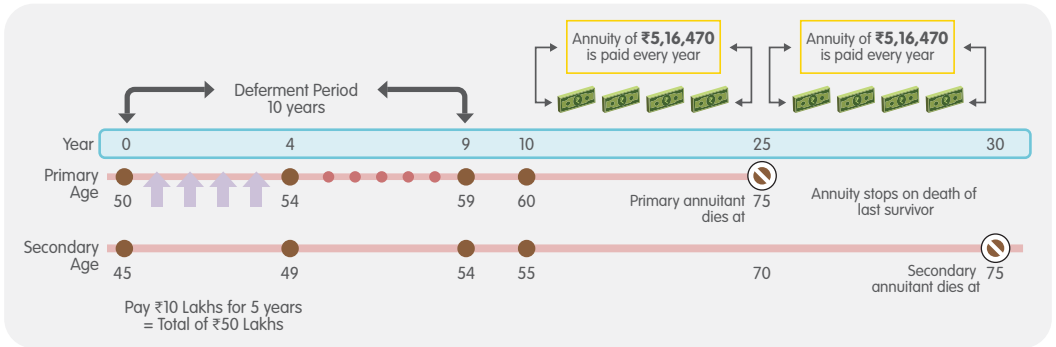 Annuity of ₹5,16,470
is paid every year
Annuity of ₹5,16,470
is paid every year
Deferment Period
10 years
Year 0 4 9 10 25 30
Primary
Age
50 54 59 60
Primary annuitant
dies at 75
Annuity stops on death of
last survivor
Secondary
Age
45 49 54 55 70
Secondary
annuitant dies at 75
Pay ₹10 Lakhs for 5 years
= Total of ₹50 Lakhs